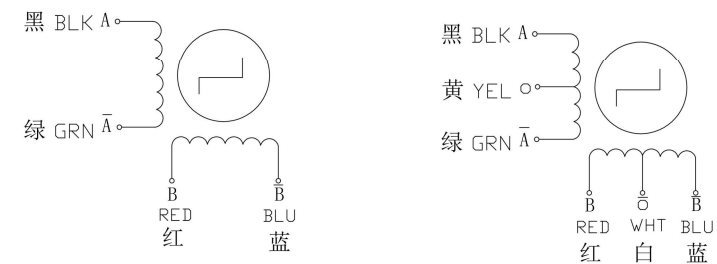 黑 BLK A
绿 GRN A̅
B B̅
RED BLU
红 蓝
黑 BLK A
黄 YEL O
绿 GRN A̅
B O̅ B̅
RED WHT BLU
红 白 蓝